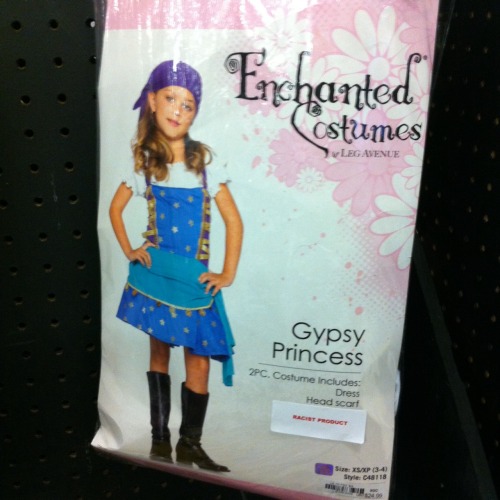 Enchanted
Costumes
BY LEG AVENUE
Gypsy
Princess
2PC. Costume Includes:
Dress
Head scarf
RACIST PRODUCT
Size: XS/XP (3-4)
Style: C48118